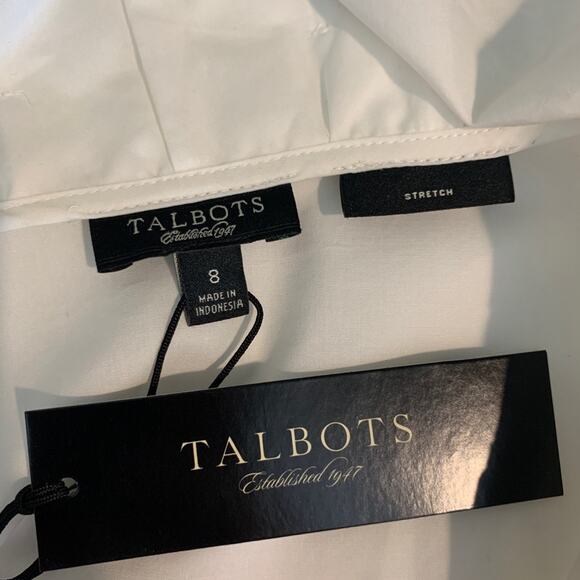 TALBOTS
Established 1947
STRETCH
8
MADE IN
INDONESIA
TALBOTS
Established 1947